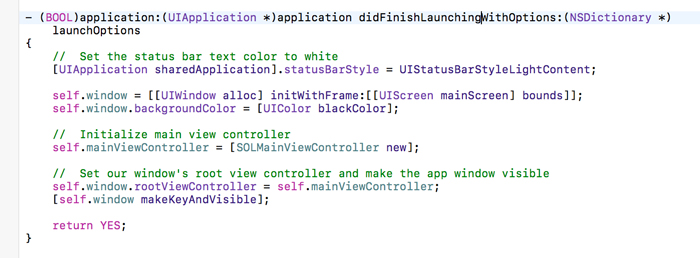 - (BOOL)application:(UIApplication *)application didFinishLaunchingWithOptions:(NSDictionary *)
launchOptions
{
// Set the status bar text color to white
[UIApplication sharedApplication].statusBarStyle = UIStatusBarStyleLightContent;
self.window = [[UIWindow alloc] initWithFrame:[[UIScreen mainScreen] bounds]];
self.window.backgroundColor = [UIColor blackColor];
// Initialize main view controller
self.mainViewController = [SOLMainViewController new];
// Set our window's root view controller and make the app window visible
self.window.rootViewController = self.mainViewController;
[self.window makeKeyAndVisible];
return YES;
}